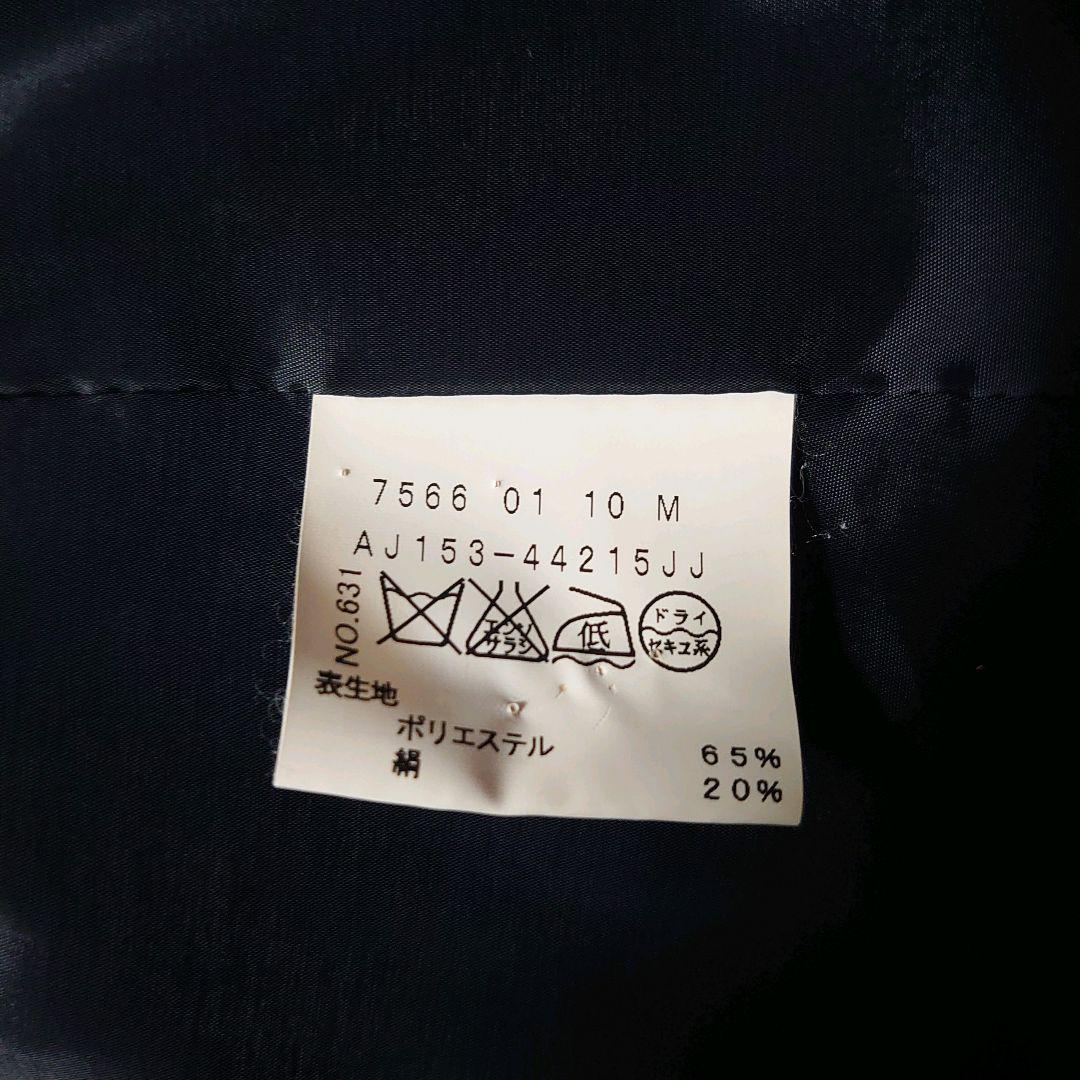 7566 01 10 M
AJ153-44215JJ
NO.631
エンソ
サラシ
低
ドライ
セキユ系
表生地
ポリエステル 65%
絹 20%